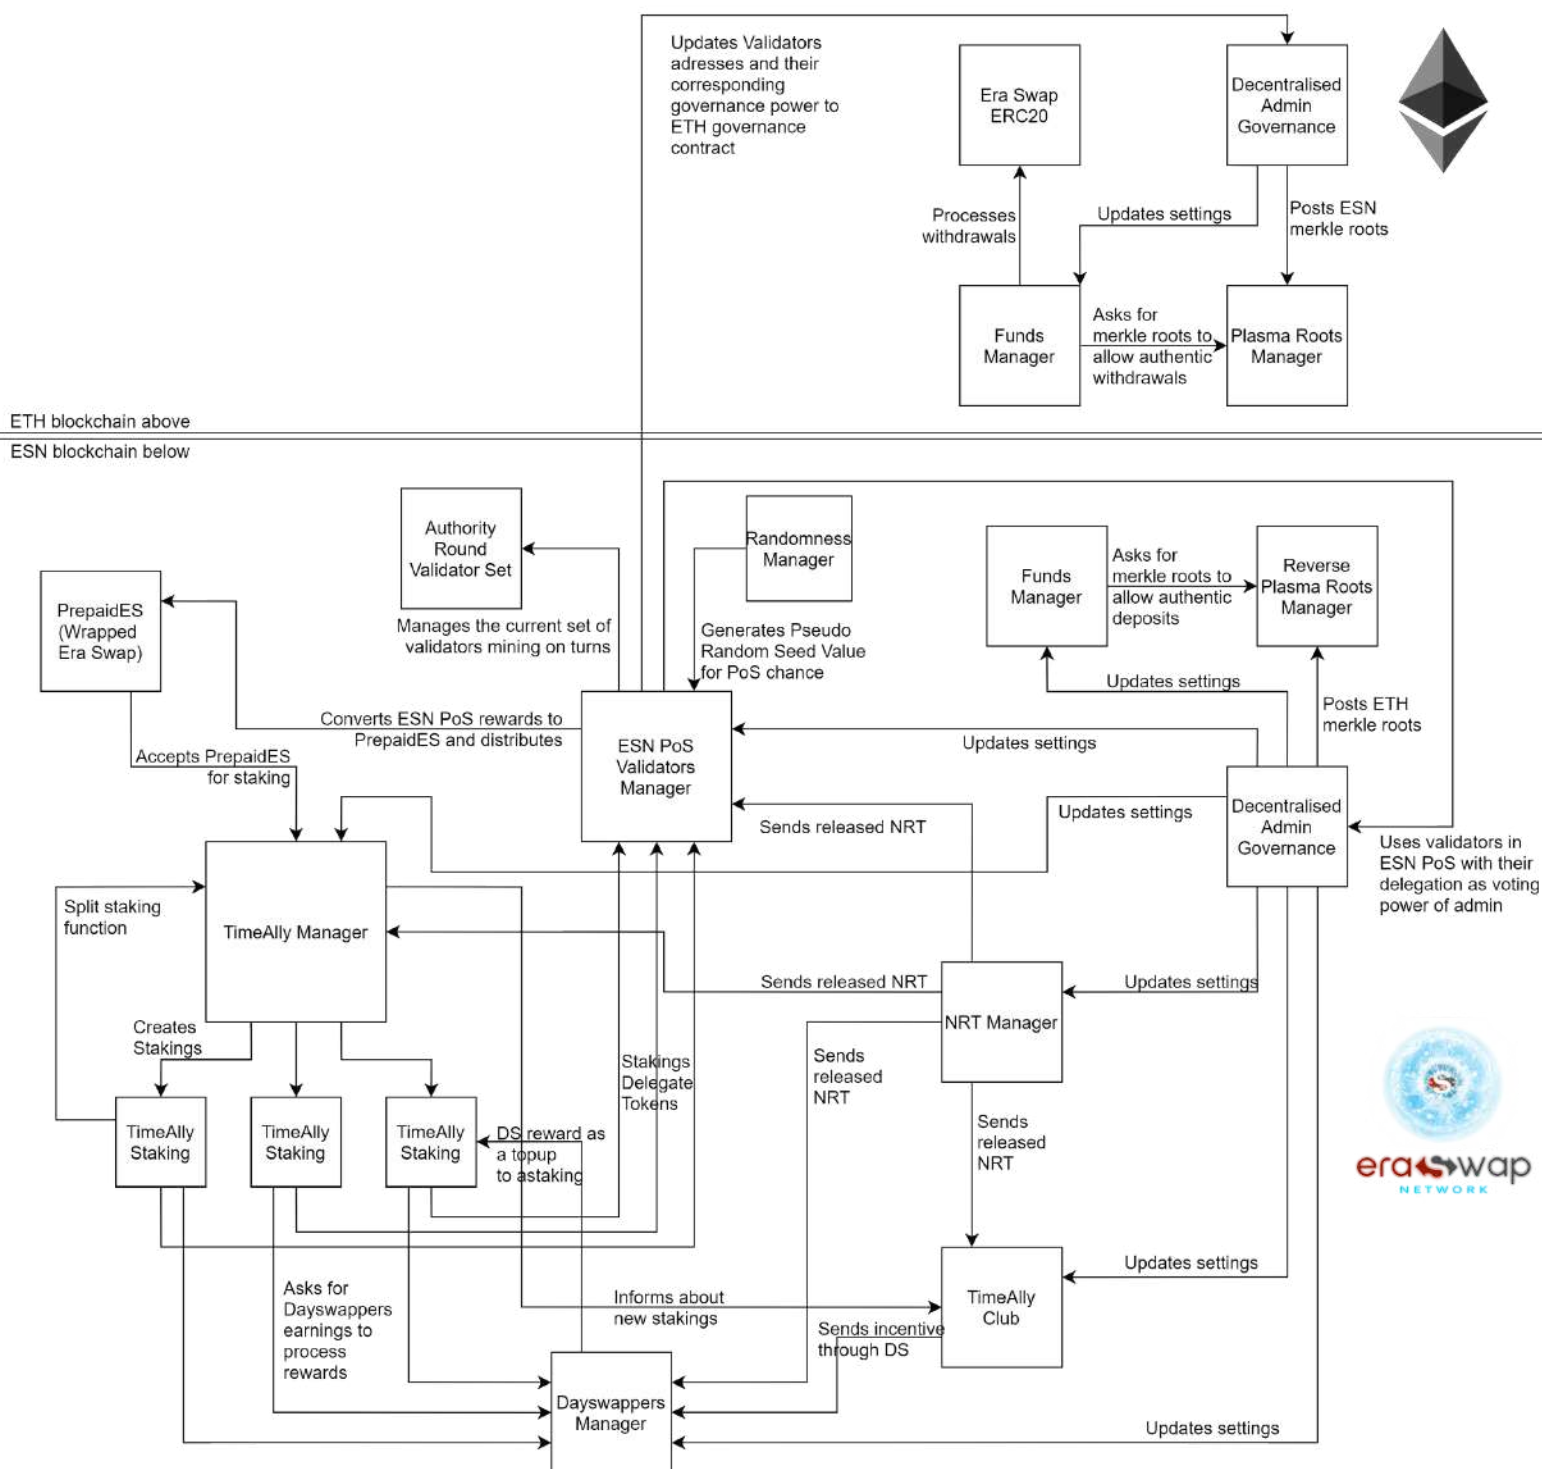 Updates Validators
adresses and their
corresponding
governance power to
ETH governance
contract
Era Swap
ERC20
Decentralised
Admin
Governance
Processes
withdrawals
Updates settings
Posts ESN
merkle roots
Funds
Manager
Asks for
merkle roots to
allow authentic
withdrawals
Plasma Roots
Manager
ETH blockchain above
ESN blockchain below
Authority
Round
Validator Set
Manages the current set of
validators mining on turns
Randomness
Manager
Generates Pseudo
Random Seed Value
for PoS chance
Funds
Manager
Asks for
merkle roots to
allow authentic
deposits
Reverse
Plasma Roots
Manager
PrepaidES
(Wrapped
Era Swap)
Converts ESN PoS rewards to
PrepaidES and distributes
ESN PoS
Validators
Manager
Updates settings
Posts ETH
merkle roots
Updates settings
Accepts PrepaidES
for staking
Sends released NRT
Updates settings
Decentralised
Admin
Governance
Uses validators in
ESN PoS with their
delegation as voting
power of admin
Split staking
function
TimeAlly Manager
Sends released NRT
Updates settings
NRT Manager
Creates
Stakings
Stakings
Delegate
Tokens
Sends
released
NRT
Sends
released
NRT
TimeAlly
Staking
TimeAlly
Staking
TimeAlly
Staking
DS reward as
a topup
to astaking
eraswap
NETWORK
Asks for
Dayswappers
earnings to
process
rewards
Informs about
new stakings
Updates settings
TimeAlly
Club
Sends incentive
through DS
Dayswappers
Manager
Updates settings